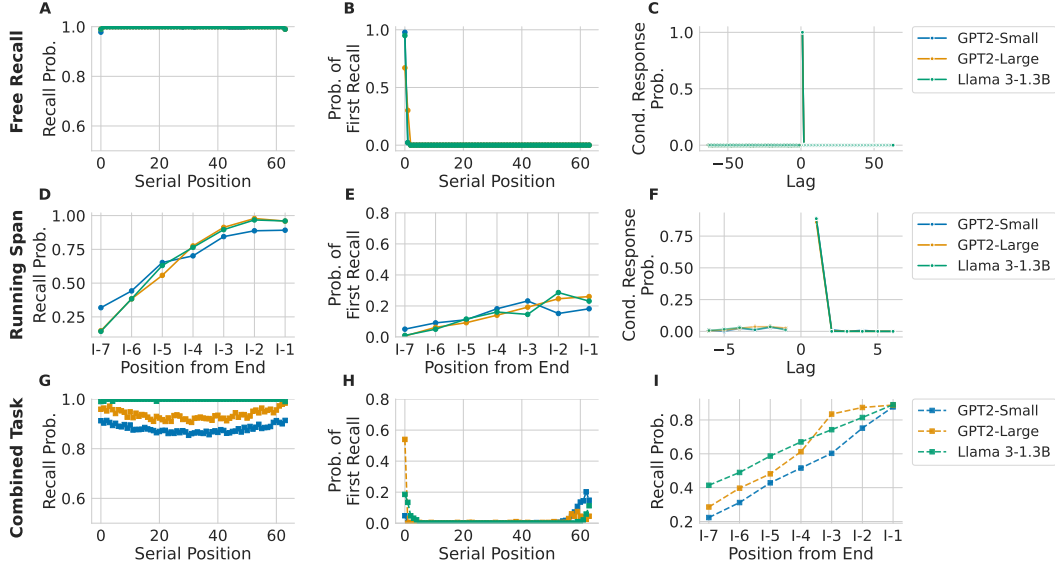 A
B
C
Free Recall
Recall Prob.
1.0
0.8
0.6
0
20
40
60
Serial Position
Prob. of
First Recall
1.0
0.5
0.0
0
20
40
60
Serial Position
Cond. Response
Prob.
1.0
0.5
0.0
−50
0
50
Lag
GPT2-Small
GPT2-Large
Llama 3-1.3B
D
E
F
Running Span
Recall Prob.
1.00
0.75
0.50
0.25
I-7 I-6 I-5 I-4 I-3 I-2 I-1
Position from End
Prob. of
First Recall
0.8
0.6
0.4
0.2
0.0
I-7 I-6 I-5 I-4 I-3 I-2 I-1
Position from End
Cond. Response
Prob.
0.75
0.50
0.25
0.00
−5
0
5
Lag
GPT2-Small
GPT2-Large
Llama 3-1.3B
G
H
I
Combined Task
Recall Prob.
1.0
0.8
0.6
0
20
40
60
Serial Position
Prob. of
First Recall
0.8
0.6
0.4
0.2
0.0
0
20
40
60
Serial Position
Recall Prob.
0.8
0.6
0.4
0.2
I-7 I-6 I-5 I-4 I-3 I-2 I-1
Position from End
GPT2-Small
GPT2-Large
Llama 3-1.3B